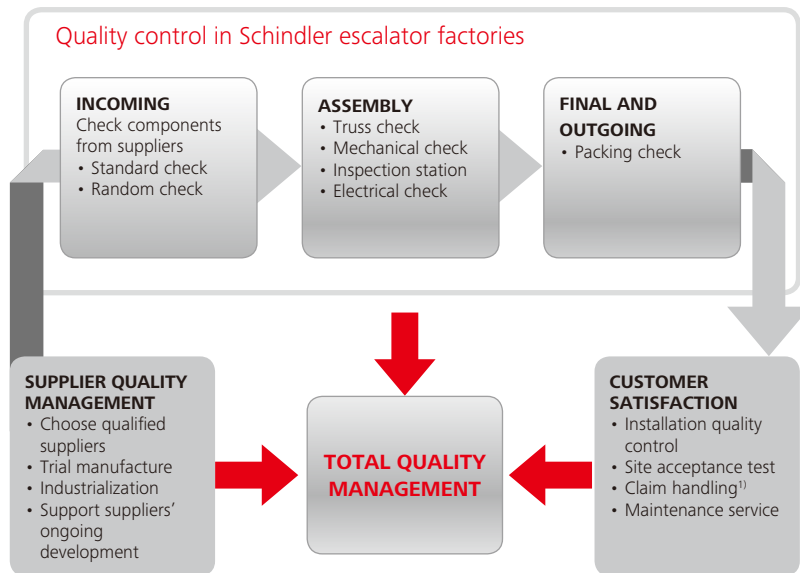 Quality control in Schindler escalator factories
INCOMING
Check components
from suppliers
• Standard check
• Random check
ASSEMBLY
• Truss check
• Mechanical check
• Inspection station
• Electrical check
FINAL AND
OUTGOING
• Packing check
SUPPLIER QUALITY
MANAGEMENT
• Choose qualified
suppliers
• Trial manufacture
• Industrialization
• Support suppliers’
ongoing
development
TOTAL QUALITY
MANAGEMENT
CUSTOMER
SATISFACTION
• Installation quality
control
• Site acceptance test
• Claim handling¹⁾
• Maintenance service